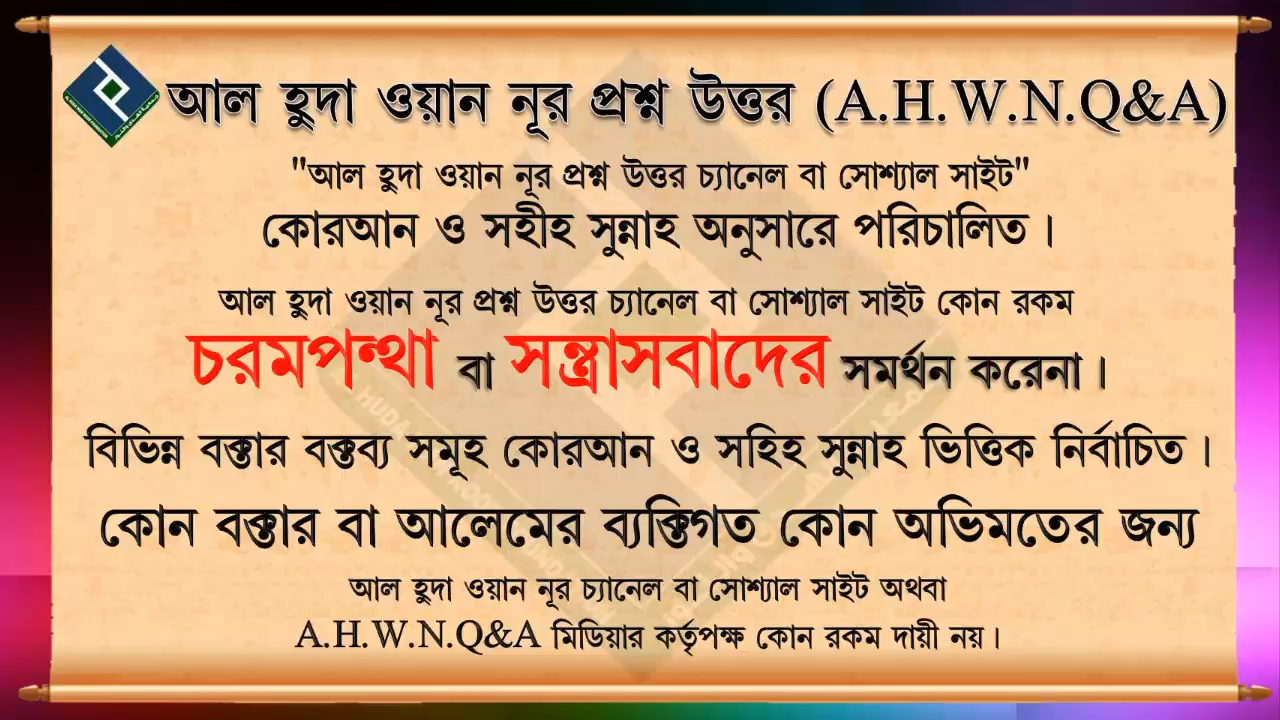 আল হুদা ওয়ান নূর প্রশ্ন উত্তর (A.H.W.N.Q&A)
"আল হুদা ওয়ান নূর প্রশ্ন উত্তর চ্যানেল বা সোশ্যাল সাইট"
কোরআন ও সহীহ সুন্নাহ অনুসারে পরিচালিত।
আল হুদা ওয়ান নূর প্রশ্ন উত্তর চ্যানেল বা সোশ্যাল সাইট কোন রকম
চরমপন্থা বা সন্ত্রাসবাদের সমর্থন করেনা।
বিভিন্ন বক্তার বক্তব্য সমূহ কোরআন ও সহিহ সুন্নাহ ভিত্তিক নির্বাচিত।
কোন বক্তার বা আলেমের ব্যক্তিগত কোন অভিমতের জন্য
আল হুদা ওয়ান নূর চ্যানেল বা সোশ্যাল সাইট অথবা
A.H.W.N.Q&A মিডিয়ার কর্তৃপক্ষ কোন রকম দায়ী নয়।